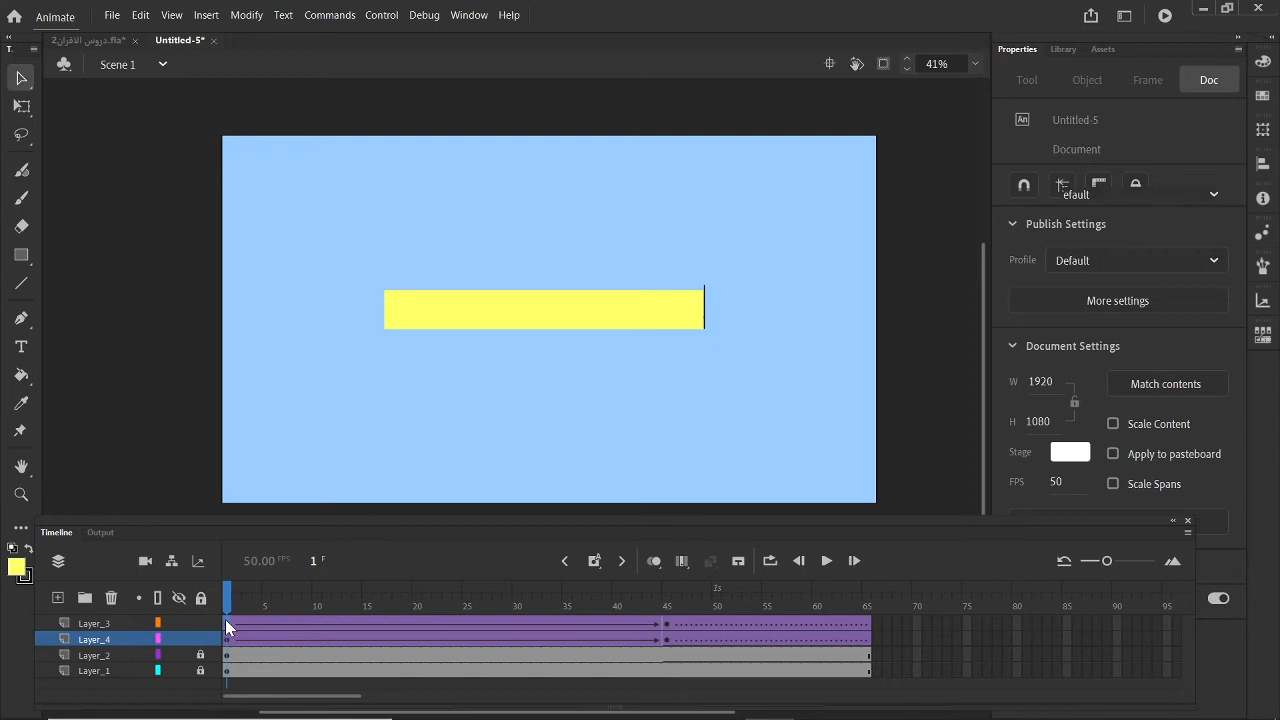 Animate File Edit View Insert Modify Text Commands Control Debug Window Help
دروس الاقران2.fla* Untitled-5*
Scene 1 41%
T.
Properties Library Assets
Tool Object Frame Doc
An Untitled-5
Document
efault
Publish Settings
Profile Default
More settings
Document Settings
W 1920 Match contents
H 1080 Scale Content
Stage Apply to pasteboard
FPS 50 Scale Spans
Timeline Output
50.00 FPS 1 F
1s
5 10 15 20 25 30 35 40 45 50 55 60 65 70 75 80 85 90 95
Layer_3
Layer_4
Layer_2
Layer_1